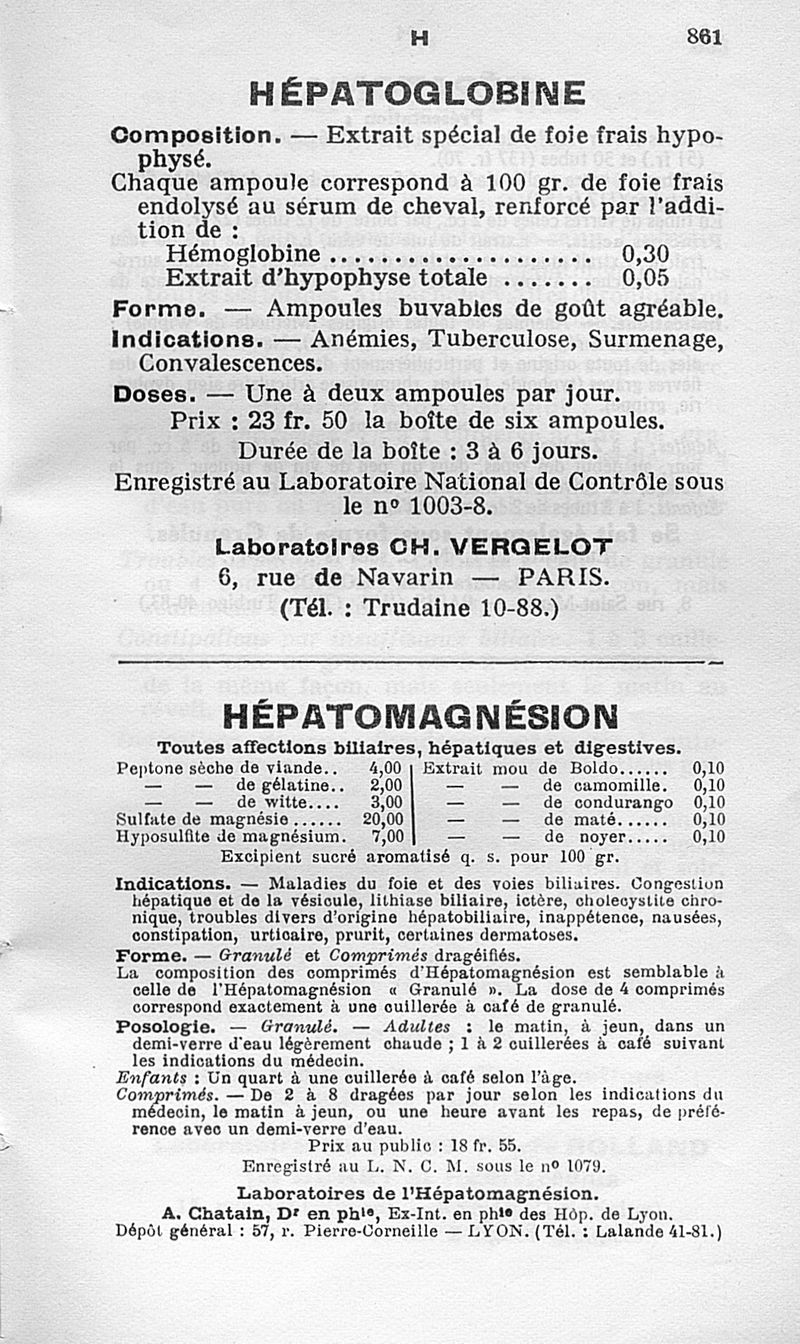 H 861
HÉPATOGLOBINE
Composition. — Extrait spécial de foie frais hypo-
physé.
Chaque ampoule correspond à 100 gr. de foie frais
endolysé au sérum de cheval, renforcé par l'addi-
tion de :
Hémoglobine .................... 0,30
Extrait d'hypophyse totale ....... 0,05
Forme. — Ampoules buvables de goût agréable.
Indications. — Anémies, Tuberculose, Surmenage,
Convalescences.
Doses. — Une à deux ampoules par jour.
Prix : 23 fr. 50 la boîte de six ampoules.
Durée de la boîte : 3 à 6 jours.
Enregistré au Laboratoire National de Contrôle sous
le nº 1003-8.
Laboratoires CH. VERGELOT
6, rue de Navarin — PARIS.
(Tél. : Trudaine 10-88.)
HÉPATOMAGNÉSION
Toutes affections biliaires, hépatiques et digestives.
Peptone sèche de viande.. 4,00 | Extrait mou de Boldo...... 0,10
— — de gélatine.. 2,00 | — — de camomille. 0,10
— — de witte.... 3,00 | — — de condurango 0,10
Sulfate de magnésie ...... 20,00 | — — de maté...... 0,10
Hyposulfite de magnésium. 7,00 | — — de noyer..... 0,10
Excipient sucré aromatisé q. s. pour 100 gr.
Indications. — Maladies du foie et des voies biliaires. Congestion
hépatique et de la vésicule, lithiase biliaire, ictère, cholecystite chro-
nique, troubles divers d'origine hépatobiliaire, inappétence, nausées,
constipation, urticaire, prurit, certaines dermatoses.
Forme. — Granulé et Comprimés dragéifiés.
La composition des comprimés d'Hépatomagnésion est semblable à
celle de l'Hépatomagnésion « Granulé ». La dose de 4 comprimés
correspond exactement à une cuillerée à café de granulé.
Posologie. — Granulé. — Adultes : le matin, à jeun, dans un
demi-verre d'eau légèrement chaude ; 1 à 2 cuillerées à café suivant
les indications du médecin.
Enfants : Un quart à une cuillerée à café selon l'âge.
Comprimés. — De 2 à 8 dragées par jour selon les indications du
médecin, le matin à jeun, ou une heure avant les repas, de préfé-
rence avec un demi-verre d'eau.
Prix au public : 18 fr. 55.
Enregistré au L. N. C. M. sous le nº 1079.
Laboratoires de l'Hépatomagnésion.
A. Chatain, Dr en phie, Ex-Int. en phie des Hôp. de Lyon.
Dépôt général : 57, r. Pierre-Corneille — LYON. (Tél. : Lalande 41-81.)